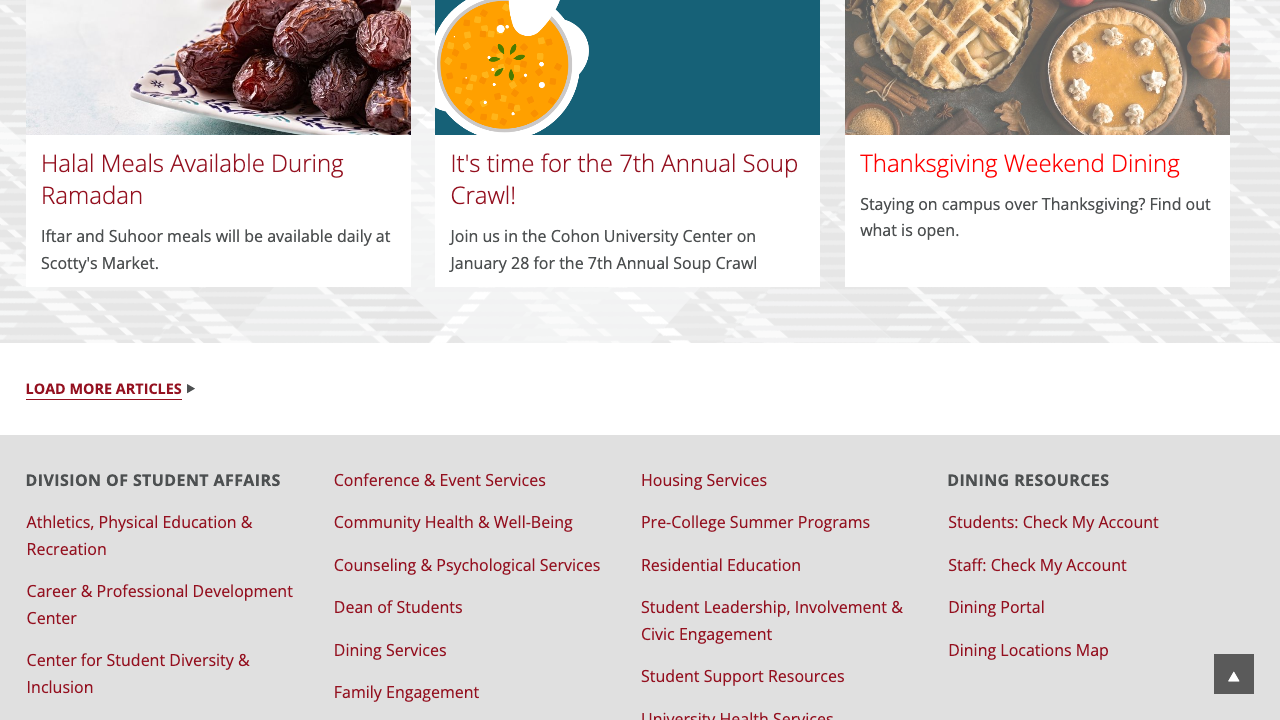 Halal Meals Available During
Ramadan
Iftar and Suhoor meals will be available daily at
Scotty's Market.
It's time for the 7th Annual Soup
Crawl!
Join us in the Cohon University Center on
January 28 for the 7th Annual Soup Crawl
Thanksgiving Weekend Dining
Staying on campus over Thanksgiving? Find out
what is open.
LOAD MORE ARTICLES
DIVISION OF STUDENT AFFAIRS
Athletics, Physical Education &
Recreation
Career & Professional Development
Center
Center for Student Diversity &
Inclusion
Conference & Event Services
Community Health & Well-Being
Counseling & Psychological Services
Dean of Students
Dining Services
Family Engagement
Housing Services
Pre-College Summer Programs
Residential Education
Student Leadership, Involvement &
Civic Engagement
Student Support Resources
University Health Services
DINING RESOURCES
Students: Check My Account
Staff: Check My Account
Dining Portal
Dining Locations Map